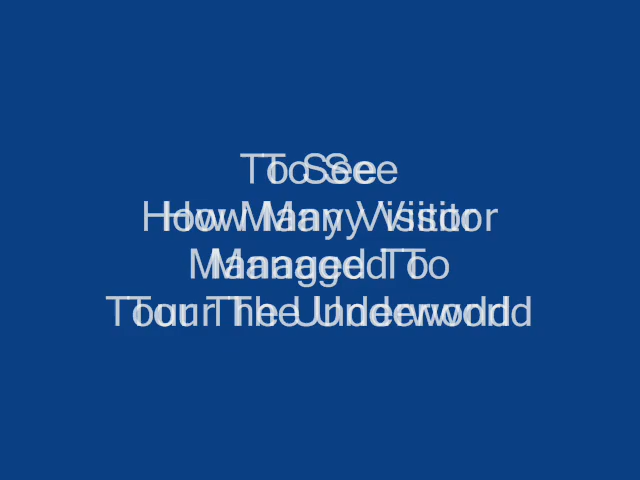 To See
How Many Visitor
Managed To
Tour The Underworld